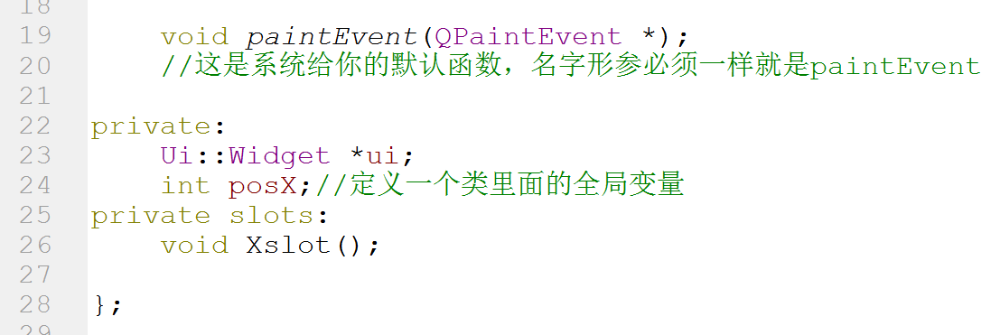 18
19 void paintEvent(QPaintEvent *);
20 //这是系统给你的默认函数，名字形参必须一样就是paintEvent
21
22 private:
23 Ui::Widget *ui;
24 int posX;//定义一个类里面的全局变量
25 private slots:
26 void Xslot();
27
28 };
29